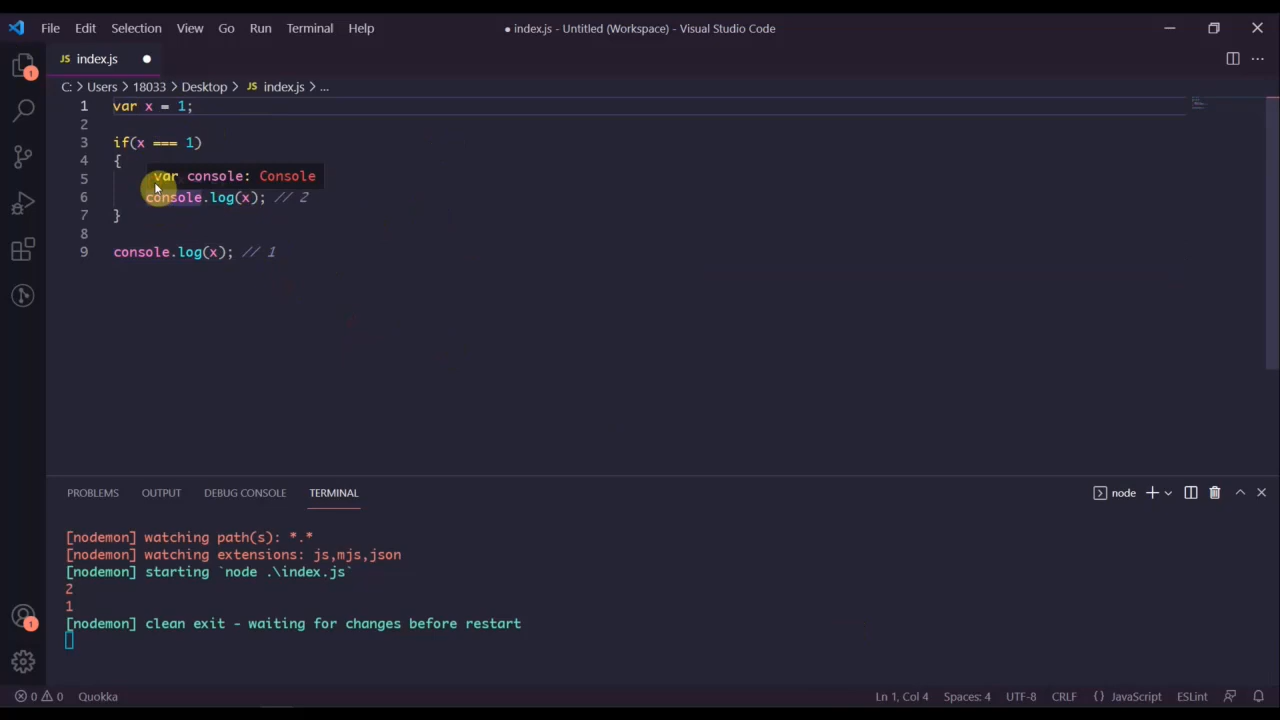 File Edit Selection View Go Run Terminal Help ● index.js - Untitled (Workspace) - Visual Studio Code
JS index.js ●
C: > Users > 18033 > Desktop > JS index.js > ...
1 var x = 1;
2
3 if(x === 1)
4 {
5 var console: Console
6 console.log(x); // 2
7 }
8
9 console.log(x); // 1
PROBLEMS OUTPUT DEBUG CONSOLE TERMINAL node
[nodemon] watching path(s): *.*
[nodemon] watching extensions: js,mjs,json
[nodemon] starting `node .\index.js`
2
1
[nodemon] clean exit - waiting for changes before restart
1
1
0 0 Quokka Ln 1, Col 4 Spaces: 4 UTF-8 CRLF {} JavaScript ESLint